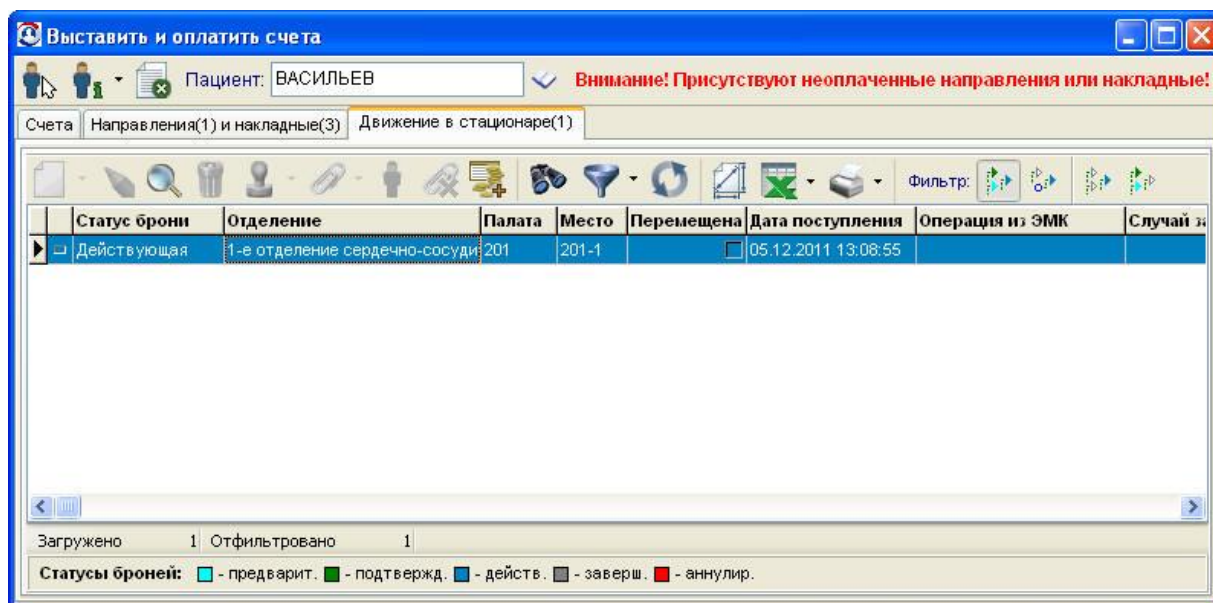 Выставить и оплатить счета
Пациент: ВАСИЛЬЕВ Внимание! Присутствуют неоплаченные направления или накладные!
Счета Направления(1) и накладные(3) Движение в стационаре(1)
Фильтр:
Статус брони Отделение Палата Место Перемещена Дата поступления Операция из ЭМК Случай за
Действующая 1-е отделение сердечно-сосуди 201 201-1 05.12.2011 13:08:55
Загружено 1 Отфильтровано 1
Статусы броней: - предварит. - подтвержд. - действ. - заверш. - аннулир.